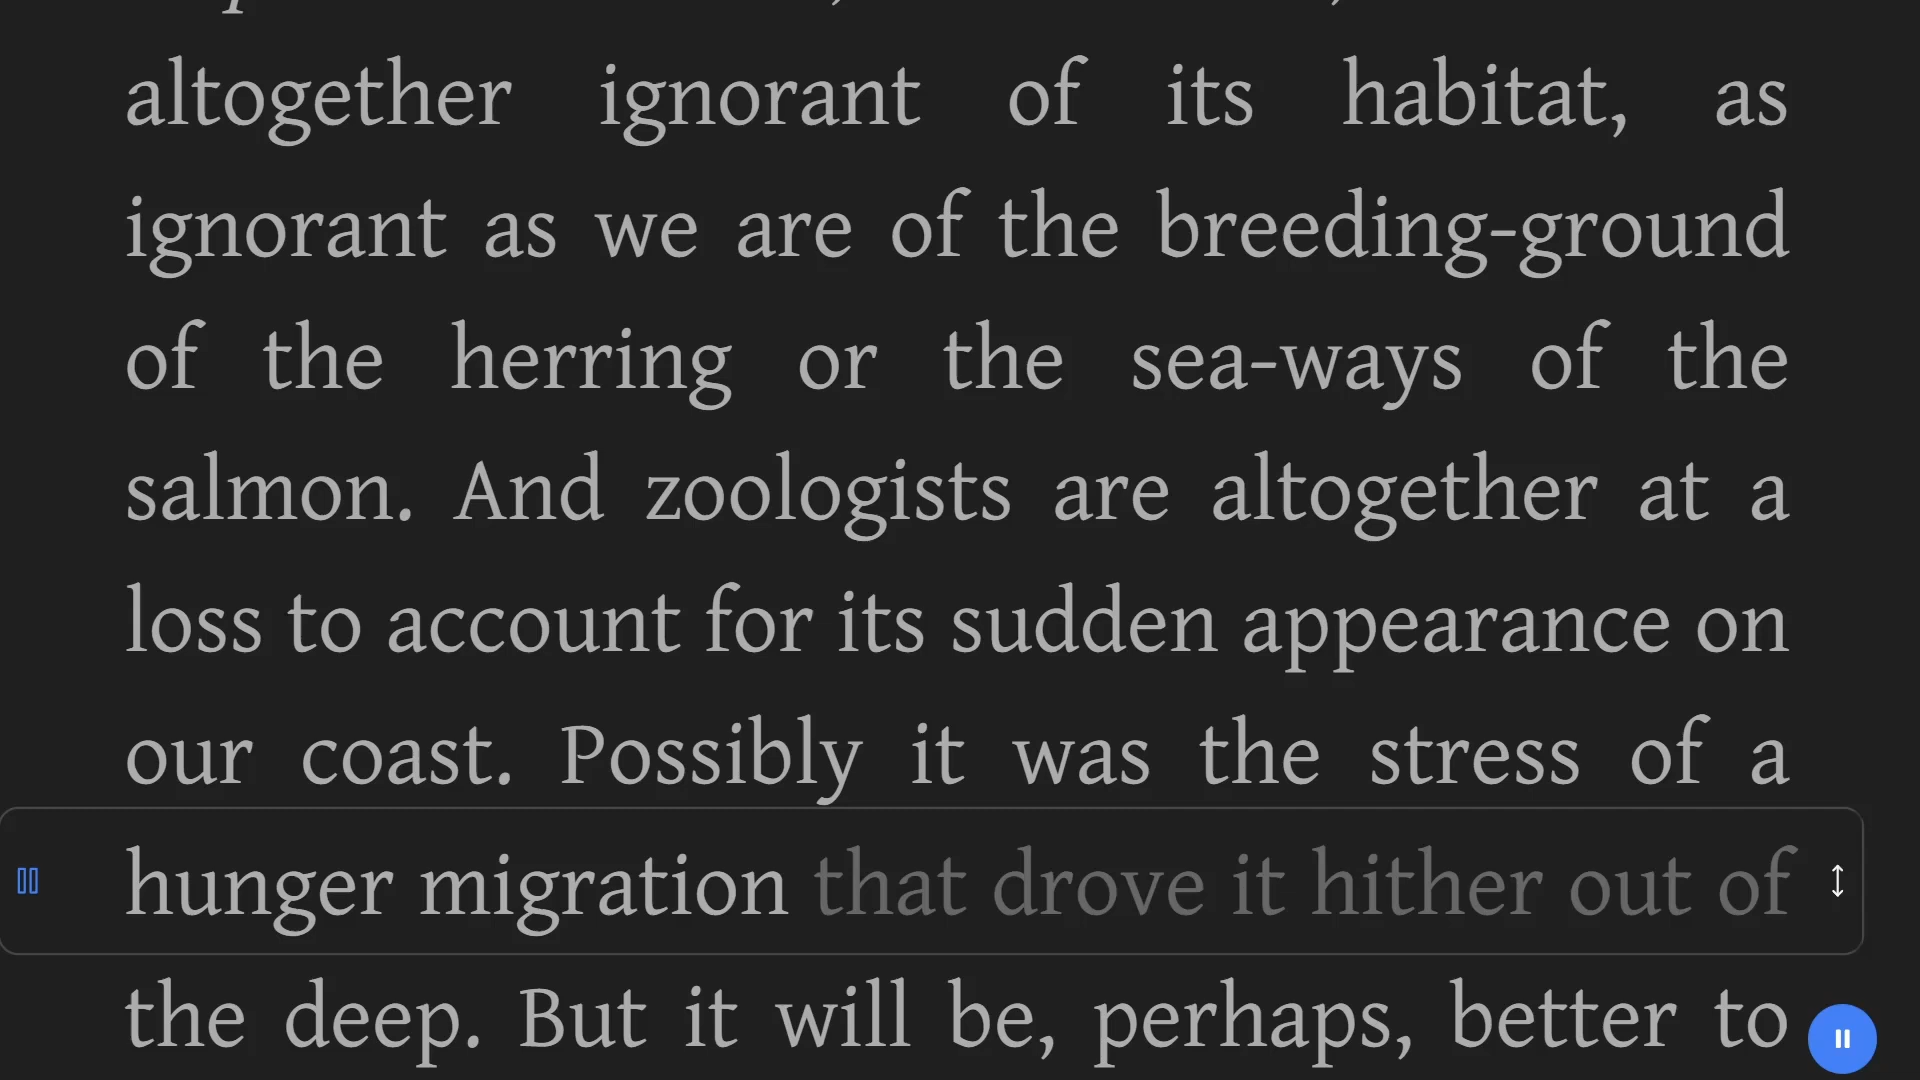 altogether ignorant of its habitat, as
ignorant as we are of the breeding-ground
of the herring or the sea-ways of the
salmon. And zoologists are altogether at a
loss to account for its sudden appearance on
our coast. Possibly it was the stress of a
hunger migration that drove it hither out of
the deep. But it will be, perhaps, better to